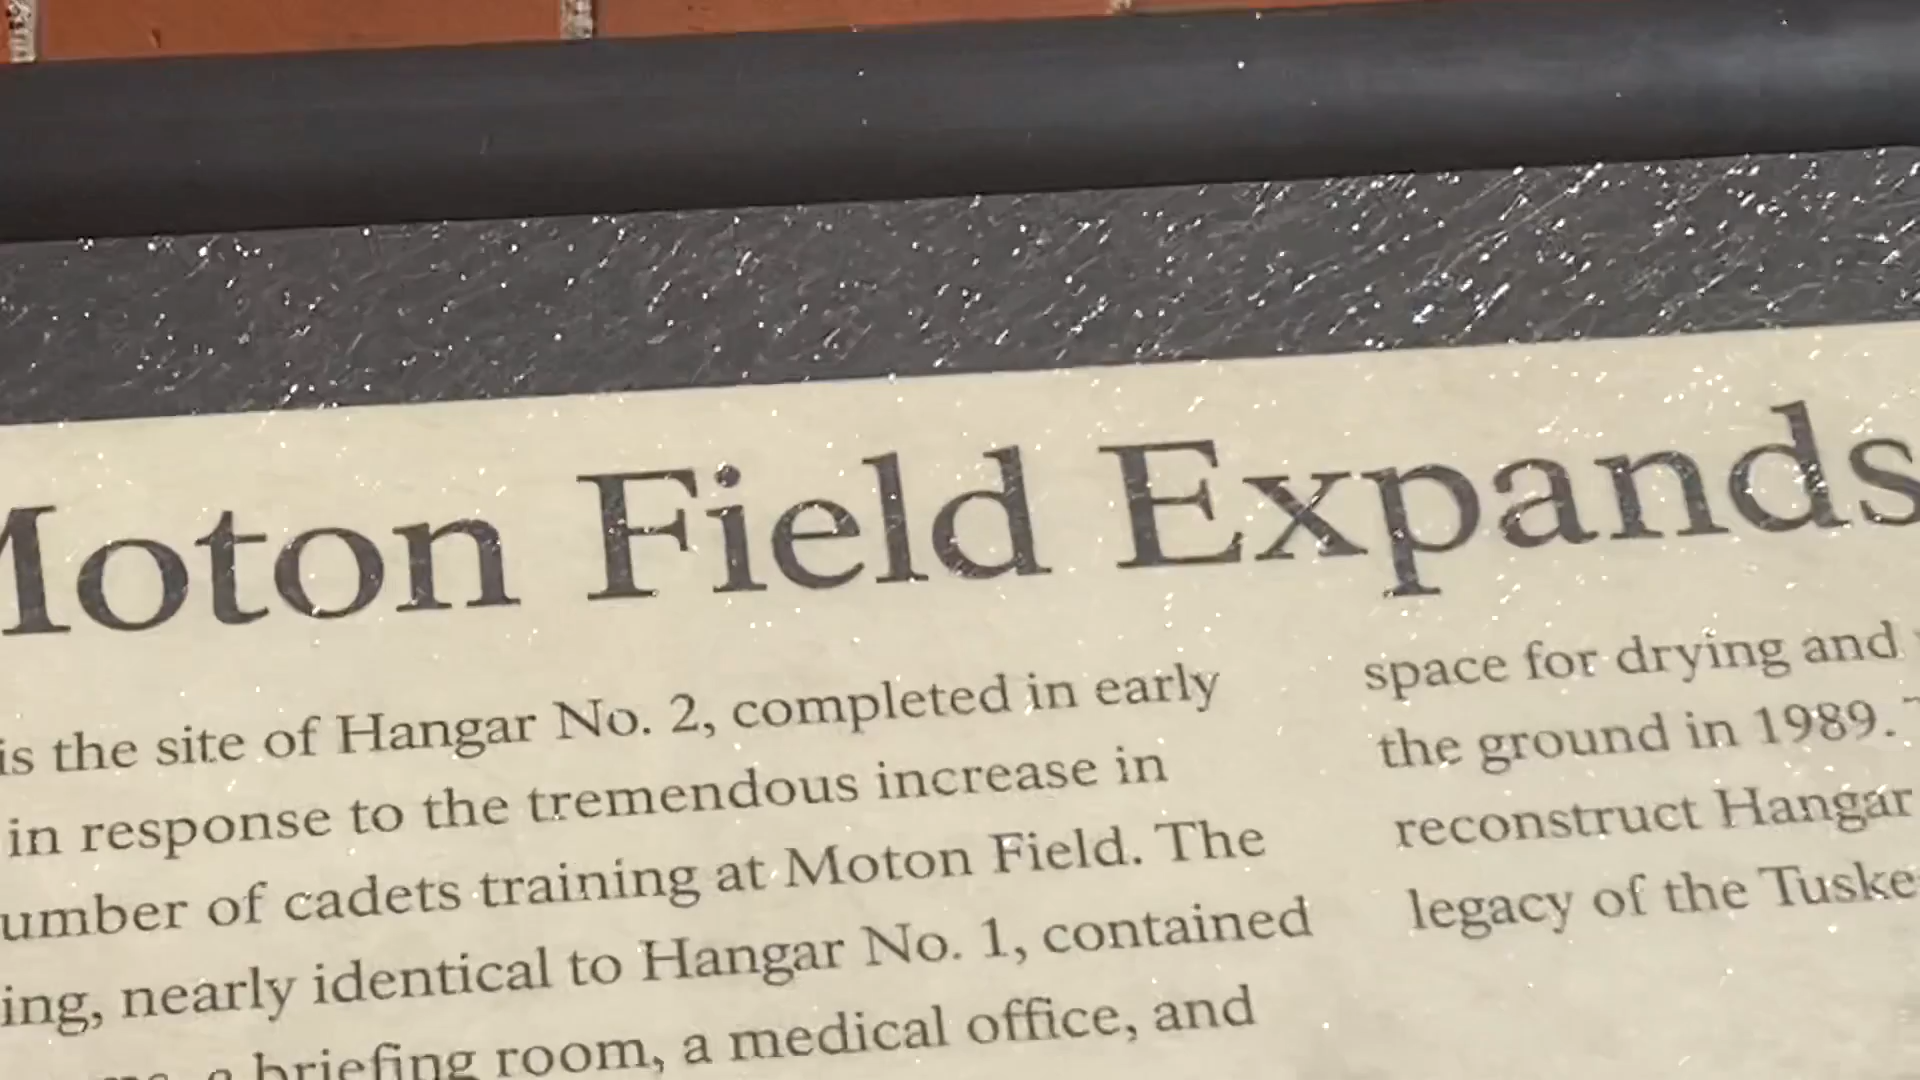 Moton Field Expands
is the site of Hangar No. 2, completed in early
in response to the tremendous increase in
umber of cadets training at Moton Field. The
ing, nearly identical to Hangar No. 1, contained
a briefing room, a medical office, and
space for drying and
the ground in 1989.
reconstruct Hangar
legacy of the Tuske